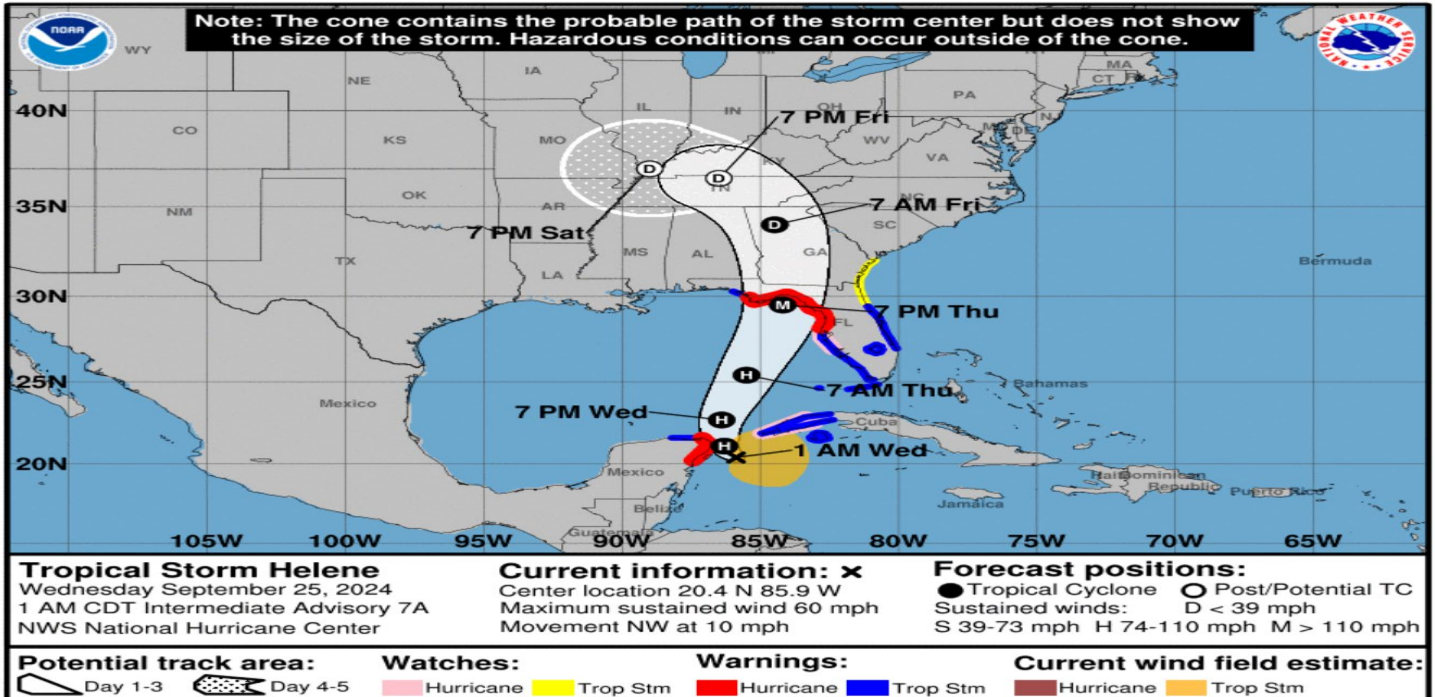 Note: The cone contains the probable path of the storm center but does not show
the size of the storm. Hazardous conditions can occur outside of the cone.
NOAA
NATIONAL WEATHER SERVICE
WY
IA
NE
MA
CT
PA
40N
IL
IN
OH
NJ
7 PM Fri
CO
KS
MO
WV
DE
VA
KY
D
D
OK
TN
35N
NM
AR
7 AM Fri
NC
7 PM Sat
D
SC
MS
AL
GA
TX
LA
Bermuda
30N
M
7 PM Thu
FL
25N
H
7 AM Thu
Bahamas
Mexico
7 PM Wed
H
Cuba
H
1 AM Wed
20N
Mexico
Haiti
Dominican
Republic
Puerto Rico
Belize
Jamaica
Guatemala
105W
100W
95W
90W
85W
80W
75W
70W
65W
Tropical Storm Helene
Wednesday September 25, 2024
1 AM CDT Intermediate Advisory 7A
NWS National Hurricane Center
Current information: ×
Center location 20.4 N 85.9 W
Maximum sustained wind 60 mph
Movement NW at 10 mph
Forecast positions:
Tropical Cyclone
Post/Potential TC
Sustained winds: D < 39 mph
S 39-73 mph H 74-110 mph M > 110 mph
Potential track area:
Day 1-3
Day 4-5
Watches:
Hurricane
Trop Stm
Warnings:
Hurricane
Trop Stm
Current wind field estimate:
Hurricane
Trop Stm